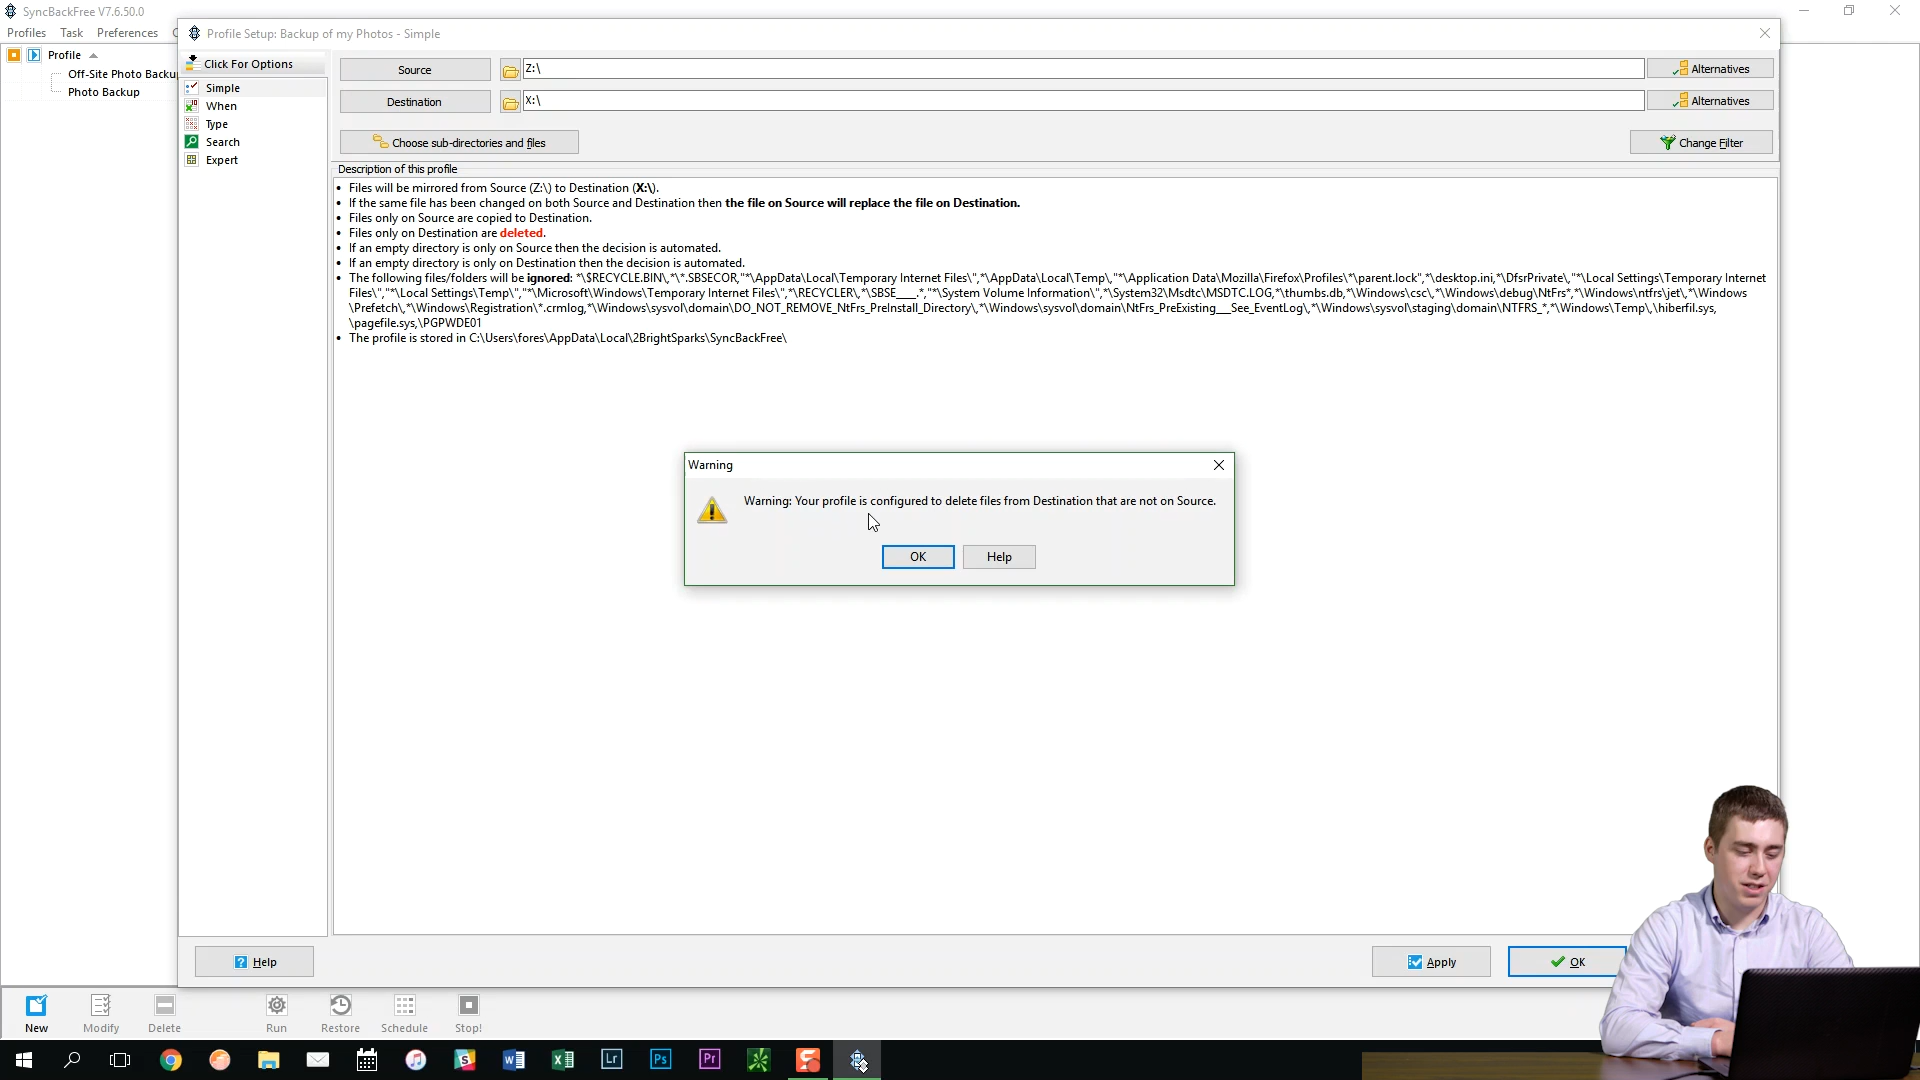 SyncBackFree V7.6.50.0
Profiles Task Preferences
Profile
Off-Site Photo Backu
Photo Backup
Profile Setup: Backup of my Photos - Simple
Click For Options
Simple
When
Type
Search
Expert
Source Z:\ Alternatives
Destination X:\ Alternatives
Choose sub-directories and files Change Filter
Description of this profile
• Files will be mirrored from Source (Z:\) to Destination (X:\).
• If the same file has been changed on both Source and Destination then the file on Source will replace the file on Destination.
• Files only on Source are copied to Destination.
• Files only on Destination are deleted.
• If an empty directory is only on Source then the decision is automated.
• If an empty directory is only on Destination then the decision is automated.
• The following files/folders will be ignored: *\$RECYCLE.BIN\,*\*.SBSECOR,"*\AppData\Local\Temporary Internet Files\",*\AppData\Local\Temp\,"*\Application Data\Mozilla\Firefox\Profiles\*\parent.lock",*\desktop.ini,*\DfsrPrivate\,"*\Local Settings\Temporary Internet
Files\","*\Local Settings\Temp\","*\Microsoft\Windows\Temporary Internet Files\",*\RECYCLER\,*\SBSE___.*,"*\System Volume Information\",*\System32\Msdtc\MSDTC.LOG,*\thumbs.db,*\Windows\csc\,*\Windows\debug\NtFrs*,*\Windows\ntfrs\jet\,*\Windows
\Prefetch\,*\Windows\Registration\*.crmlog,*\Windows\sysvol\domain\DO_NOT_REMOVE_NtFrs_PreInstall_Directory\,*\Windows\sysvol\domain\NtFrs_PreExisting___See_EventLog\,*\Windows\sysvol\staging\domain\NTFRS_*,*\Windows\Temp\,\hiberfil.sys,
\pagefile.sys,\PGPWDE01
• The profile is stored in C:\Users\fores\AppData\Local\2BrightSparks\SyncBackFree\
Warning
Warning: Your profile is configured to delete files from Destination that are not on Source.
OK Help
Help Apply OK
New Modify Delete Run Restore Schedule Stop!
Lr Ps Pr